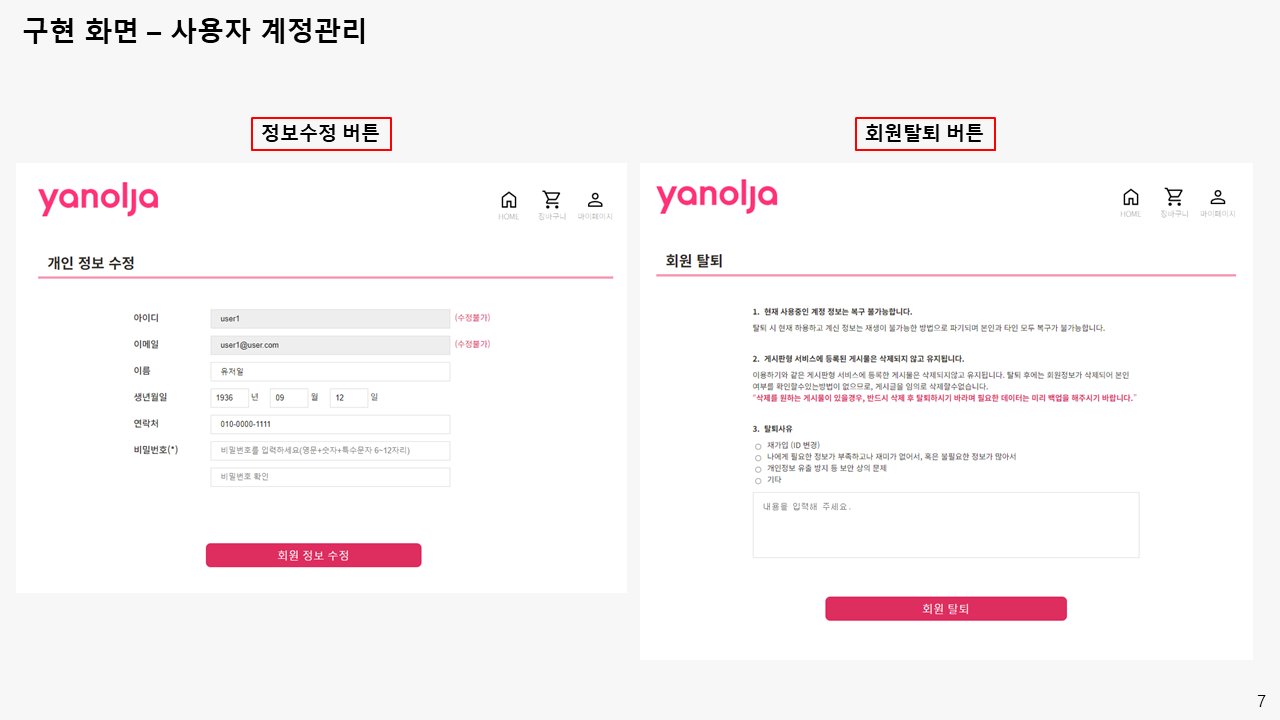 구현 화면 – 사용자 계정관리
정보수정 버튼
yanolja
HOME 장바구니 마이페이지
개인 정보 수정
아이디 user1 (수정불가)
이메일 user1@user.com (수정불가)
이름 유저일
생년월일 1936 년 09 월 12 일
연락처 010-0000-1111
비밀번호(*) 비밀번호를 입력하세요(영문+숫자+특수문자 6~12자리)
비밀번호 확인
회원 정보 수정
회원탈퇴 버튼
yanolja
HOME 장바구니 마이페이지
회원 탈퇴
1. 현재 사용중인 계정 정보는 복구 불가능합니다.
탈퇴 시 현재 하용하고 계신 정보는 재생이 불가능한 방법으로 파기되며 본인과 타인 모두 복구가 불가능합니다.
2. 게시판형 서비스에 등록된 게시물은 삭제되지 않고 유지됩니다.
이용하기와 같은 게시판형 서비스에 등록한 게시물은 삭제되지않고 유지됩니다. 탈퇴 후에는 회원정보가 삭제되어 본인
여부를 확인할수있는방법이 없으므로, 게시글을 임의로 삭제할수없습니다.
"삭제를 원하는 게시물이 있을경우, 반드시 삭제 후 탈퇴하시기 바라며 필요한 데이터는 미리 백업을 해주시기 바랍니다."
3. 탈퇴사유
재가입 (ID 변경)
나에게 필요한 정보가 부족하고나 재미가 없어서, 혹은 불필요한 정보가 많아서
개인정보 유출 방지 등 보안 상의 문제
기타
내용을 입력해 주세요.
회원 탈퇴
7